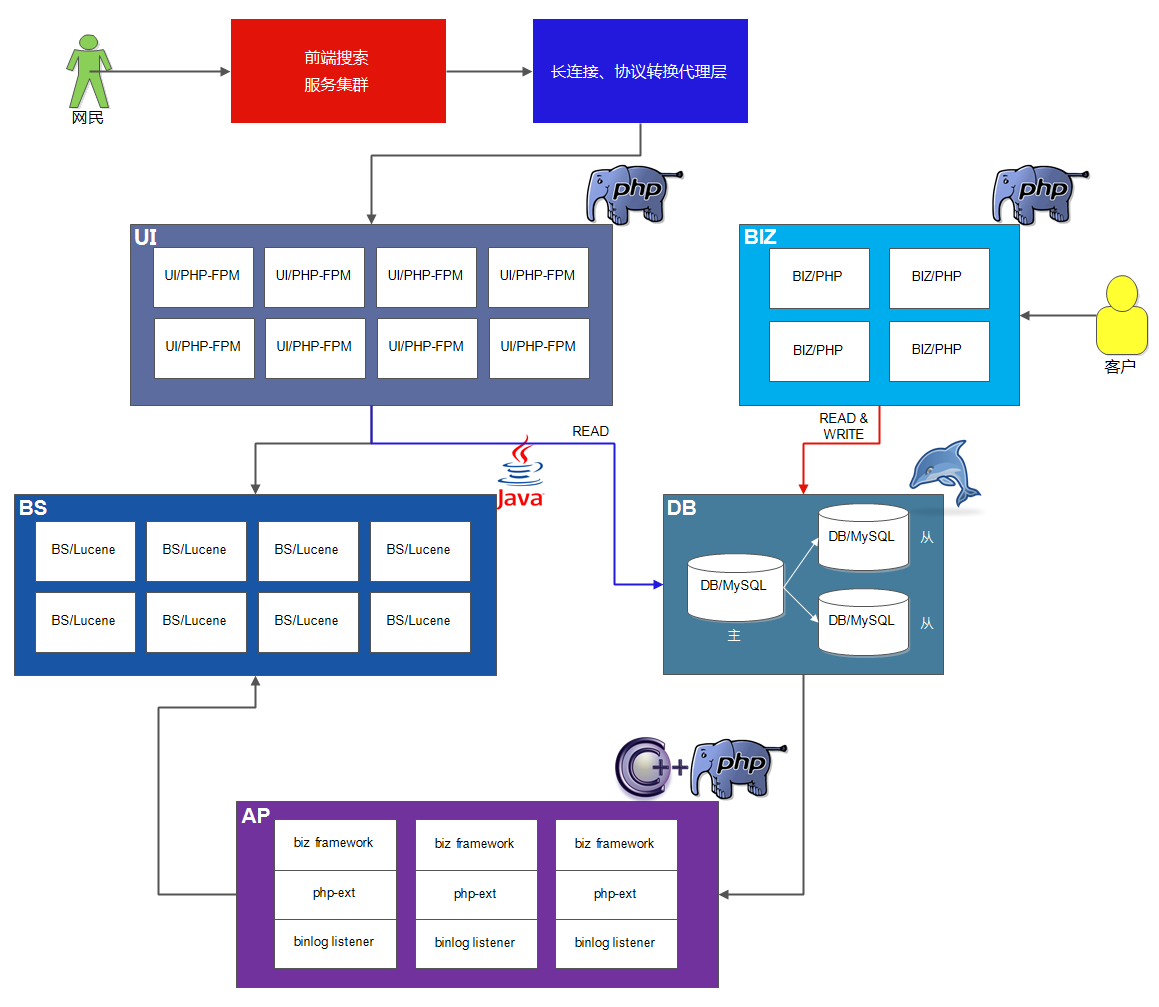 网民
前端搜索
服务集群
长连接、协议转换代理层
php
UI
UI/PHP-FPM
UI/PHP-FPM
UI/PHP-FPM
UI/PHP-FPM
UI/PHP-FPM
UI/PHP-FPM
UI/PHP-FPM
UI/PHP-FPM
php
BIZ
BIZ/PHP
BIZ/PHP
BIZ/PHP
BIZ/PHP
客户
READ
READ &
WRITE
Java
BS
BS/Lucene
BS/Lucene
BS/Lucene
BS/Lucene
BS/Lucene
BS/Lucene
BS/Lucene
BS/Lucene
DB
DB/MySQL
主
DB/MySQL
从
DB/MySQL
从
C++
php
AP
biz framework
biz framework
biz framework
php-ext
php-ext
php-ext
binlog listener
binlog listener
binlog listener